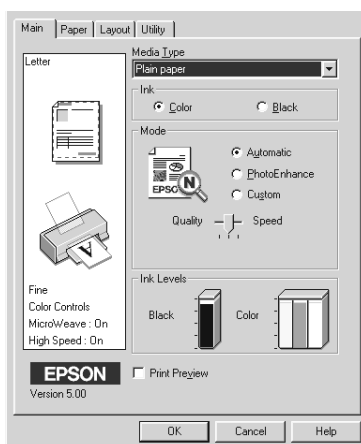 Main Paper Layout Utility
Letter
Media Type
Plain paper
Ink
Color Black
Mode
Automatic
PhotoEnhance
Custom
EPSO
N
Quality Speed
A
Fine
Color Controls
MicroWeave : On
High Speed : On
Ink Levels
Black Color
EPSON
Version 5.00
Print Preview
OK Cancel Help